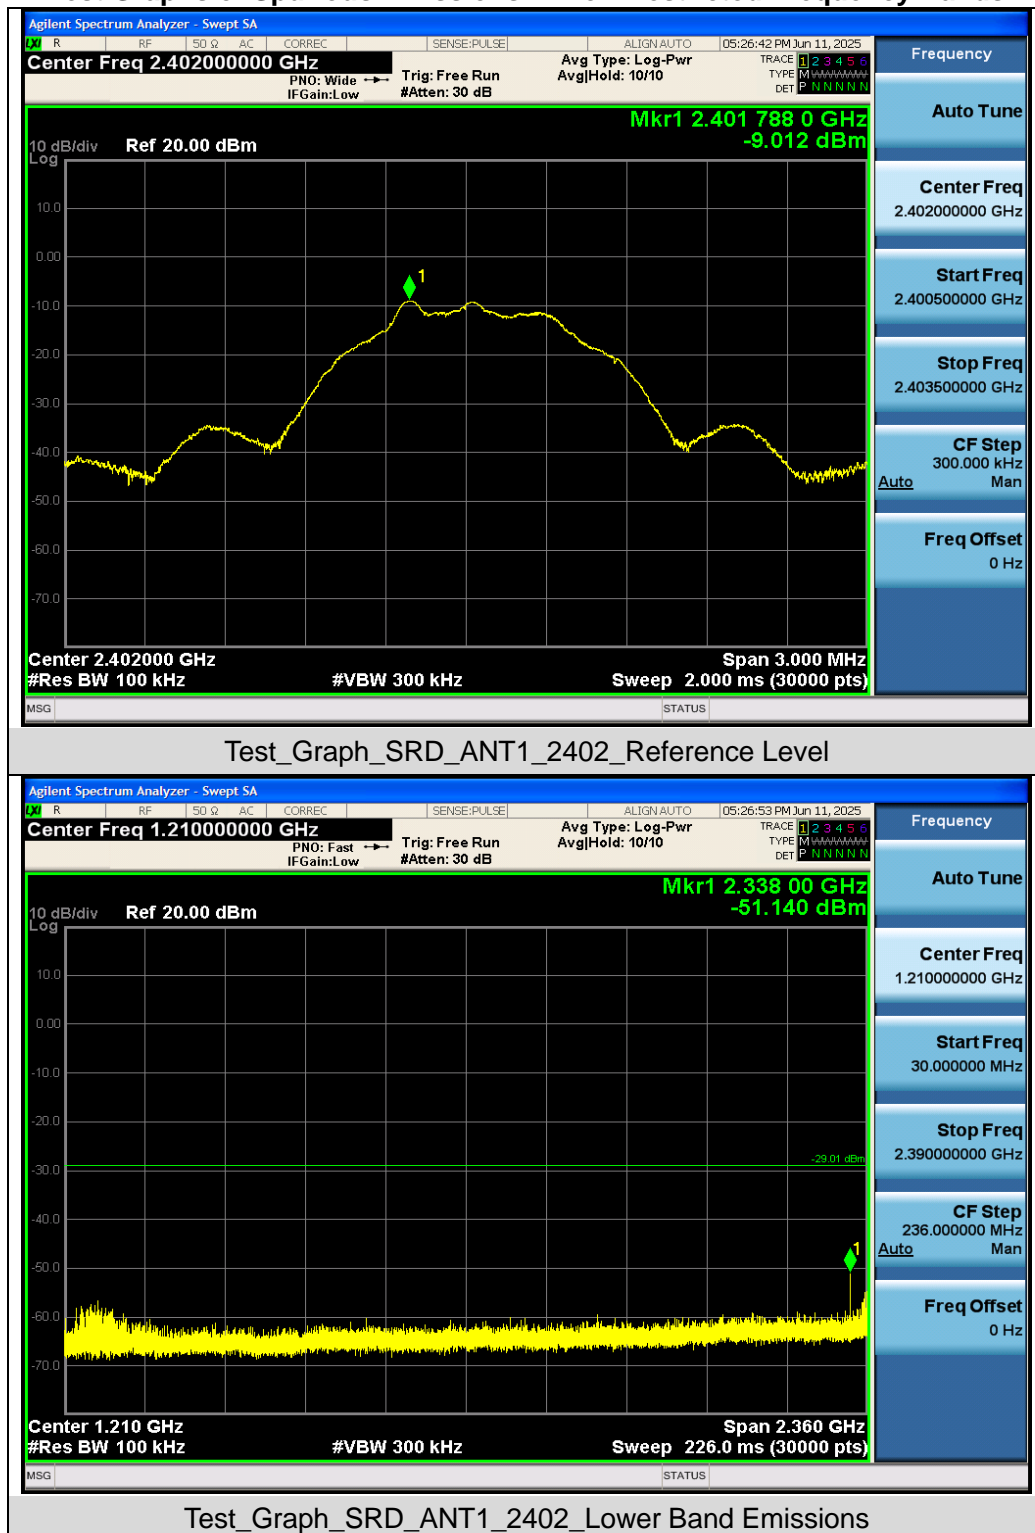 Agilent Spectrum Analyzer - Swept SA
LXI R RF 50 Ω AC CORREC SENSE:PULSE ALIGN AUTO 05:26:42 PM Jun 11, 2025
Center Freq 2.402000000 GHz
PNO: Wide
IFGain:Low
Trig: Free Run
#Atten: 30 dB
Avg Type: Log-Pwr
Avg|Hold: 10/10
TRACE 1 2 3 4 5 6
TYPE M
DET P N N N N N
Mkr1 2.401 788 0 GHz
-9.012 dBm
10 dB/div Ref 20.00 dBm
Log
10.0
0.00
-10.0
-20.0
-30.0
-40.0
-50.0
-60.0
-70.0
1
Center 2.402000 GHz Span 3.000 MHz
#Res BW 100 kHz #VBW 300 kHz Sweep 2.000 ms (30000 pts)
MSG STATUS
Frequency
Auto Tune
Center Freq
2.402000000 GHz
Start Freq
2.400500000 GHz
Stop Freq
2.403500000 GHz
CF Step
300.000 kHz
Auto Man
Freq Offset
0 Hz
Test_Graph_SRD_ANT1_2402_Reference Level
Agilent Spectrum Analyzer - Swept SA
LXI R RF 50 Ω AC CORREC SENSE:PULSE ALIGN AUTO 05:26:53 PM Jun 11, 2025
Center Freq 1.210000000 GHz
PNO: Fast
IFGain:Low
Trig: Free Run
#Atten: 30 dB
Avg Type: Log-Pwr
Avg|Hold: 10/10
TRACE 1 2 3 4 5 6
TYPE M
DET P N N N N N
Mkr1 2.338 00 GHz
-51.140 dBm
10 dB/div Ref 20.00 dBm
Log
10.0
0.00
-10.0
-20.0
-30.0
-40.0
-50.0
-60.0
-70.0
-29.01 dBm
1
Center 1.210 GHz Span 2.360 GHz
#Res BW 100 kHz #VBW 300 kHz Sweep 226.0 ms (30000 pts)
MSG STATUS
Frequency
Auto Tune
Center Freq
1.210000000 GHz
Start Freq
30.000000 MHz
Stop Freq
2.390000000 GHz
CF Step
236.000000 MHz
Auto Man
Freq Offset
0 Hz
Test_Graph_SRD_ANT1_2402_Lower Band Emissions